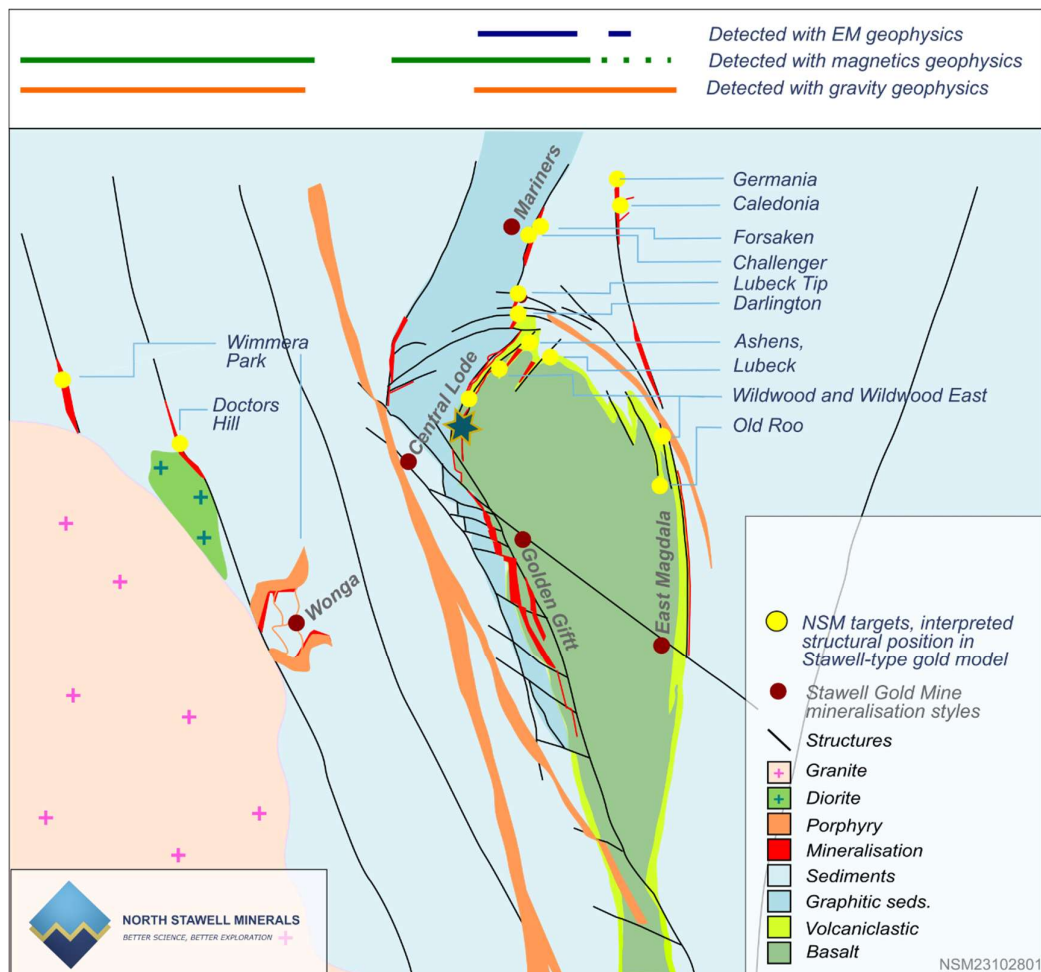 Detected with EM geophysics
Detected with magnetics geophysics
Detected with gravity geophysics
Mariners
Germania
Caledonia
Forsaken
Challenger
Lubeck Tip
Darlington
Ashens,
Lubeck
Wildwood and Wildwood East
Old Roo
Wimmera
Park
Doctors
Hill
Central Lode
Wonga
Golden Giftt
East Magdala
NSM targets, interpreted
structural position in
Stawell-type gold model
Stawell Gold Mine
mineralisation styles
Structures
Granite
Diorite
Porphyry
Mineralisation
Sediments
Graphitic seds.
Volcaniclastic
Basalt
NORTH STAWELL MINERALS
BETTER SCIENCE, BETTER EXPLORATION
NSM23102801